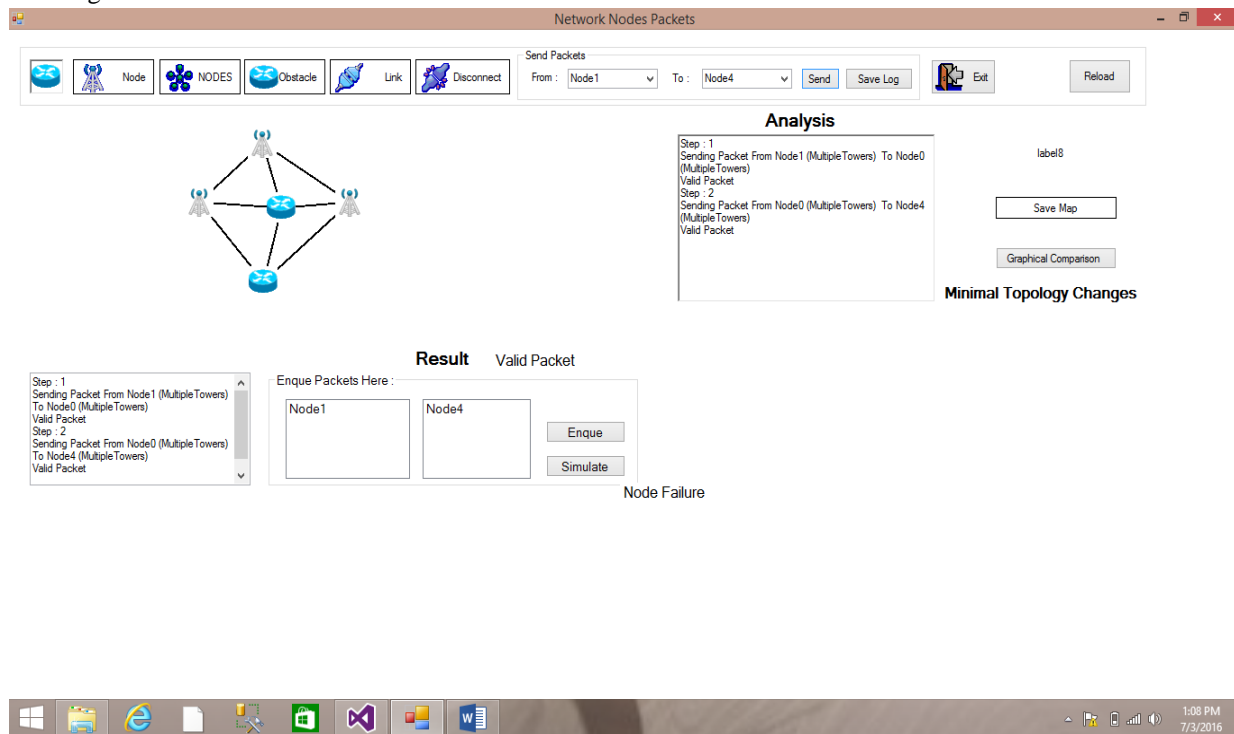 Network Nodes Packets
Send Packets
Node
NODES
Obstacle
Link
Disconnect
From :
Node1
To :
Node4
Send
Save Log
Exit
Reload
Analysis
Step : 1
Sending Packet From Node1 (MultipleTowers) To Node0
(MultipleTowers)
Valid Packet
Step : 2
Sending Packet From Node0 (MultipleTowers) To Node4
(MultipleTowers)
Valid Packet
label8
Save Map
Graphical Comparison
Minimal Topology Changes
Result
Valid Packet
Step : 1
Sending Packet From Node1 (MultipleTowers)
To Node0 (MultipleTowers)
Valid Packet
Step : 2
Sending Packet From Node0 (MultipleTowers)
To Node4 (MultipleTowers)
Valid Packet
Enque Packets Here :
Node1
Node4
Enque
Simulate
Node Failure
1:08 PM
7/3/2016